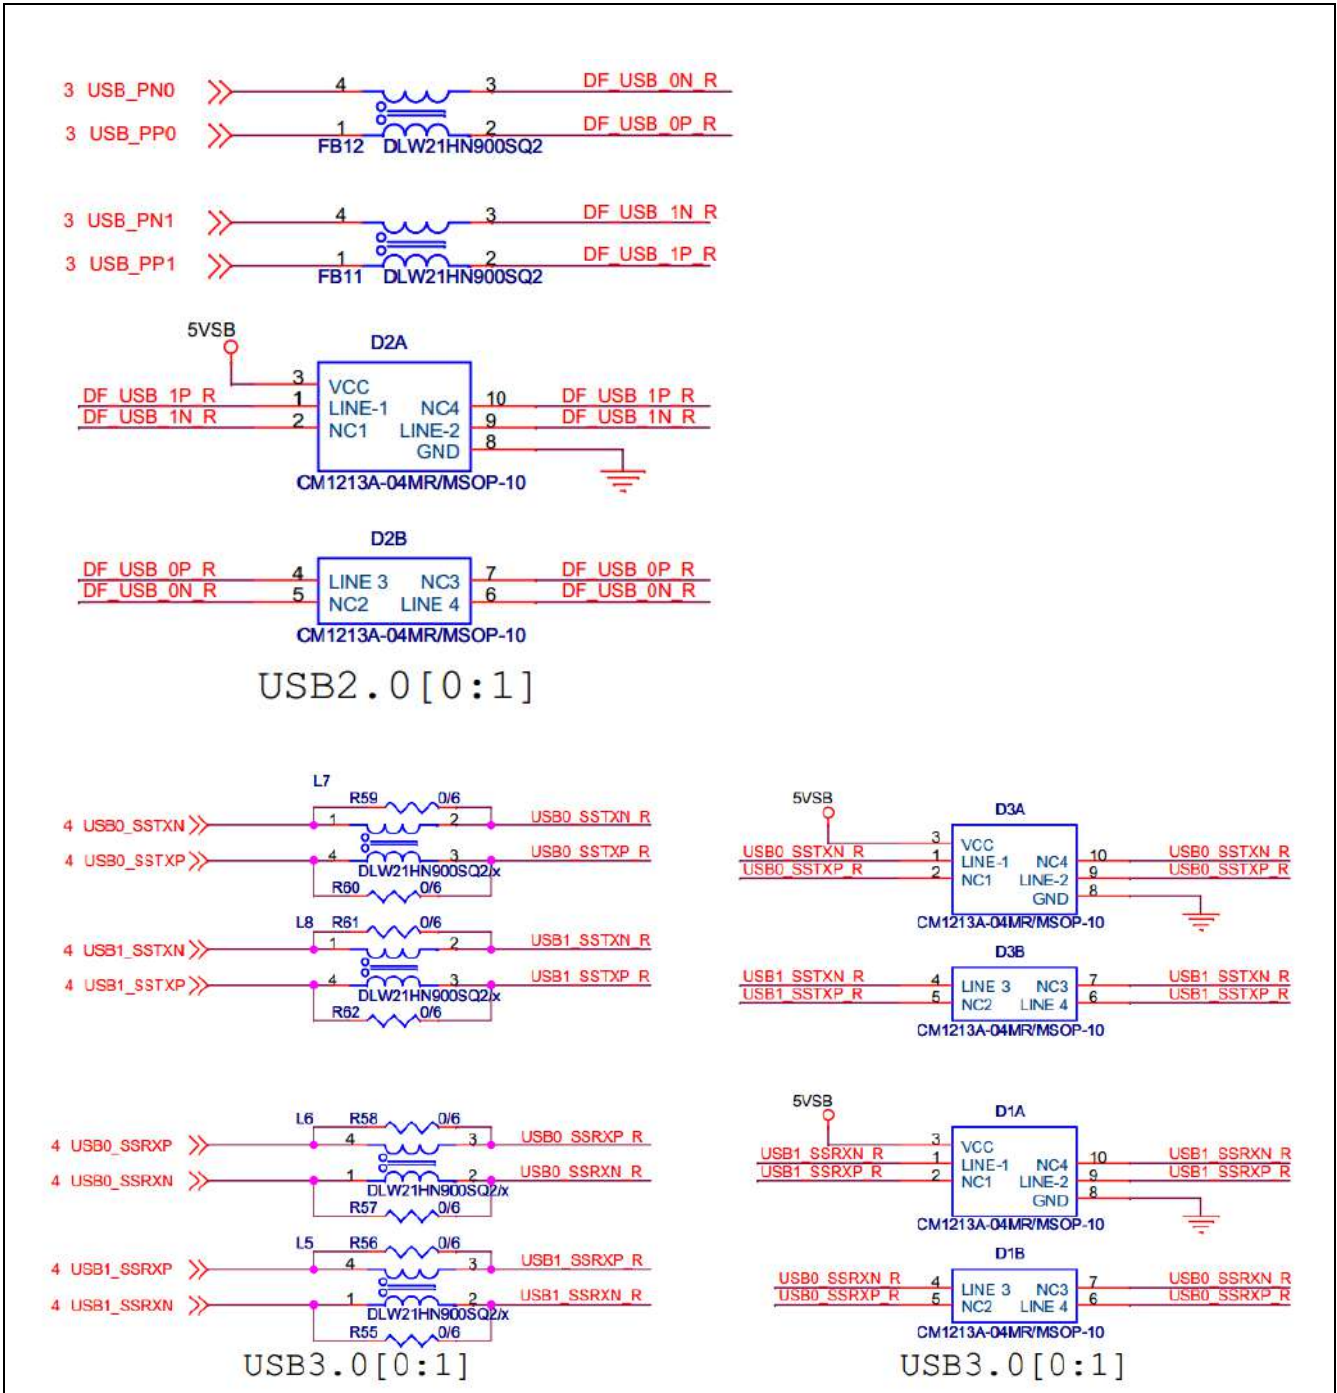 4 3 DF_USB_0N_R
3 USB_PN0
1 2 DF_USB_0P_R
3 USB_PP0
FB12 DLW21HN900SQ2
4 3 DF_USB_1N_R
3 USB_PN1
1 2 DF_USB_1P_R
3 USB_PP1
FB11 DLW21HN900SQ2
5VSB
D2A
3 VCC
DF_USB_1P_R 1 LINE-1 NC4 10 DF_USB_1P_R
DF_USB_1N_R 2 NC1 LINE-2 9 DF_USB_1N_R
GND 8
CM1213A-04MR/MSOP-10
D2B
DF_USB_0P_R 4 LINE 3 NC3 7 DF_USB_0P_R
DF_USB_0N_R 5 NC2 LINE 4 6 DF_USB_0N_R
CM1213A-04MR/MSOP-10
USB2.0[0:1]
L7
R59 0/6
4 USB0_SSTXN 1 2 USB0_SSTXN_R
4 USB0_SSTXP 4 3 USB0_SSTXP_R
DLW21HN900SQ2/x
R60 0/6
L8 R61 0/6
4 USB1_SSTXN 1 2 USB1_SSTXN_R
4 USB1_SSTXP 4 3 USB1_SSTXP_R
DLW21HN900SQ2/x
R62 0/6
5VSB
D3A
3 VCC
USB0_SSTXN_R 1 LINE-1 NC4 10 USB0_SSTXN_R
USB0_SSTXP_R 2 NC1 LINE-2 9 USB0_SSTXP_R
GND 8
CM1213A-04MR/MSOP-10
D3B
USB1_SSTXN_R 4 LINE 3 NC3 7 USB1_SSTXN_R
USB1_SSTXP_R 5 NC2 LINE 4 6 USB1_SSTXP_R
CM1213A-04MR/MSOP-10
L6 R58 0/6
4 USB0_SSRXP 4 3 USB0_SSRXP_R
4 USB0_SSRXN 1 2 USB0_SSRXN_R
DLW21HN900SQ2/x
R57 0/6
L5 R56 0/6
4 USB1_SSRXP 4 3 USB1_SSRXP_R
4 USB1_SSRXN 1 2 USB1_SSRXN_R
DLW21HN900SQ2/x
R55 0/6
USB3.0[0:1]
5VSB
D1A
3 VCC
USB1_SSRXN_R 1 LINE-1 NC4 10 USB1_SSRXN_R
USB1_SSRXP_R 2 NC1 LINE-2 9 USB1_SSRXP_R
GND 8
CM1213A-04MR/MSOP-10
D1B
USB0_SSRXN_R 4 LINE 3 NC3 7 USB0_SSRXN_R
USB0_SSRXP_R 5 NC2 LINE 4 6 USB0_SSRXP_R
CM1213A-04MR/MSOP-10
USB3.0[0:1]